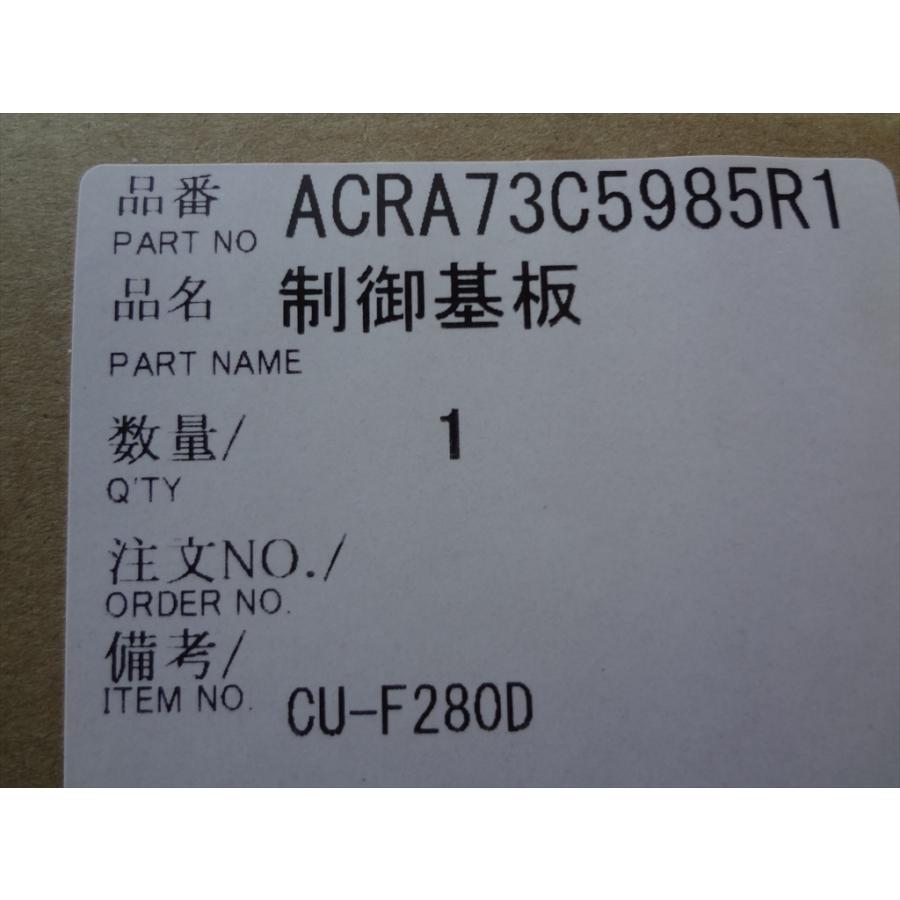 品番 ACRA73C5985R1
PART NO
品名 制御基板
PART NAME
数量/ 1
Q'TY
注文NO./
ORDER NO.
備考/
ITEM NO. CU-F280D